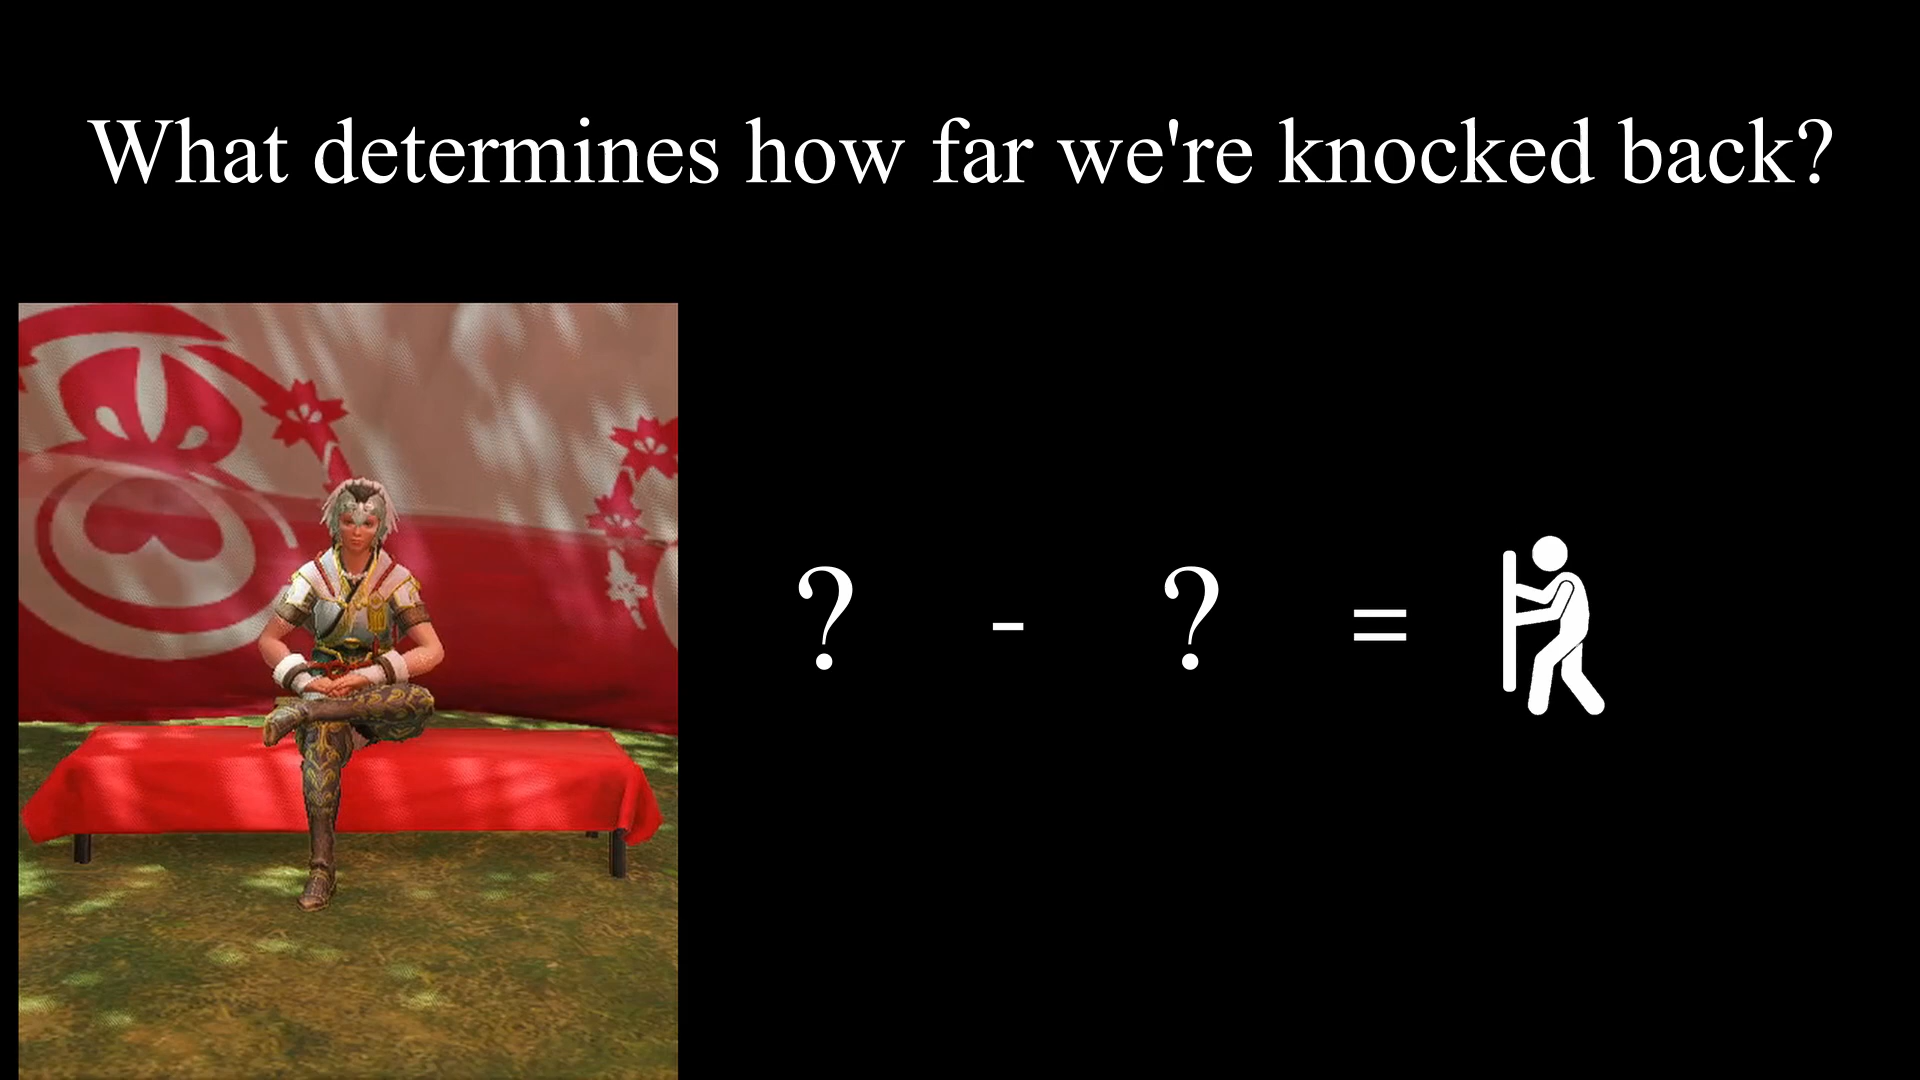 What determines how far we're knocked back?
? - ? =